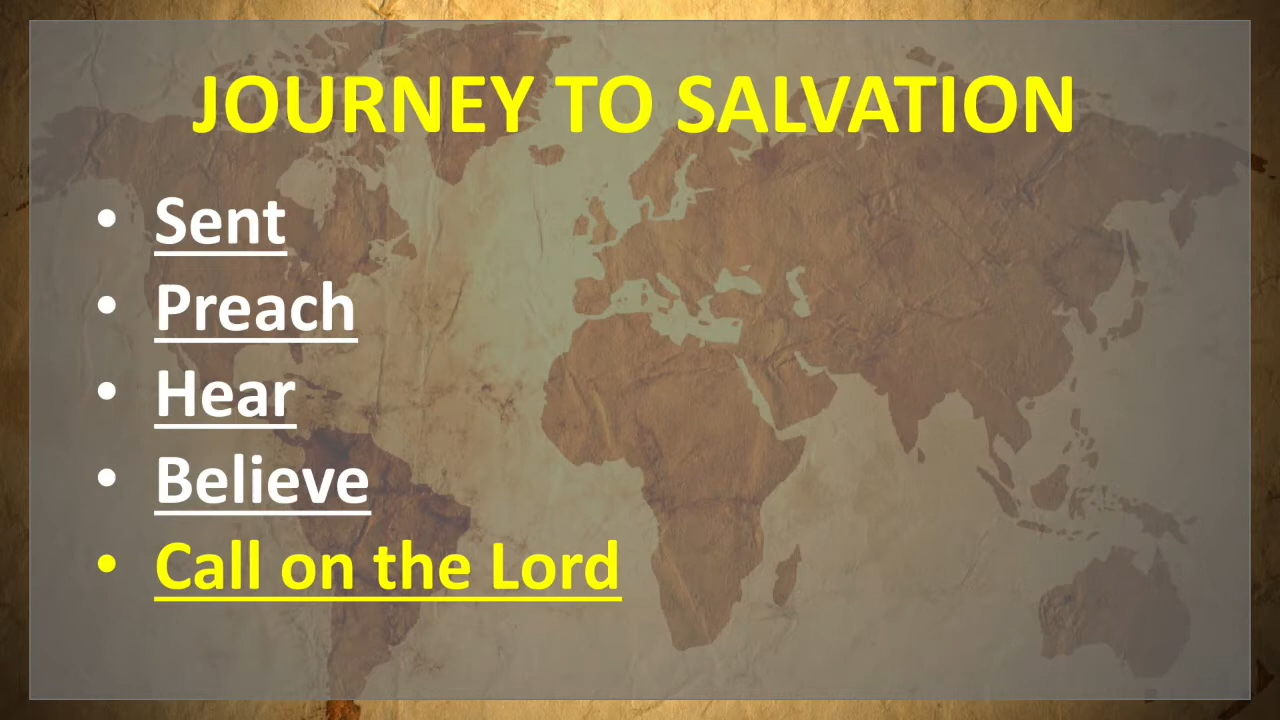 JOURNEY TO SALVATION
• Sent
• Preach
• Hear
• Believe
• Call on the Lord